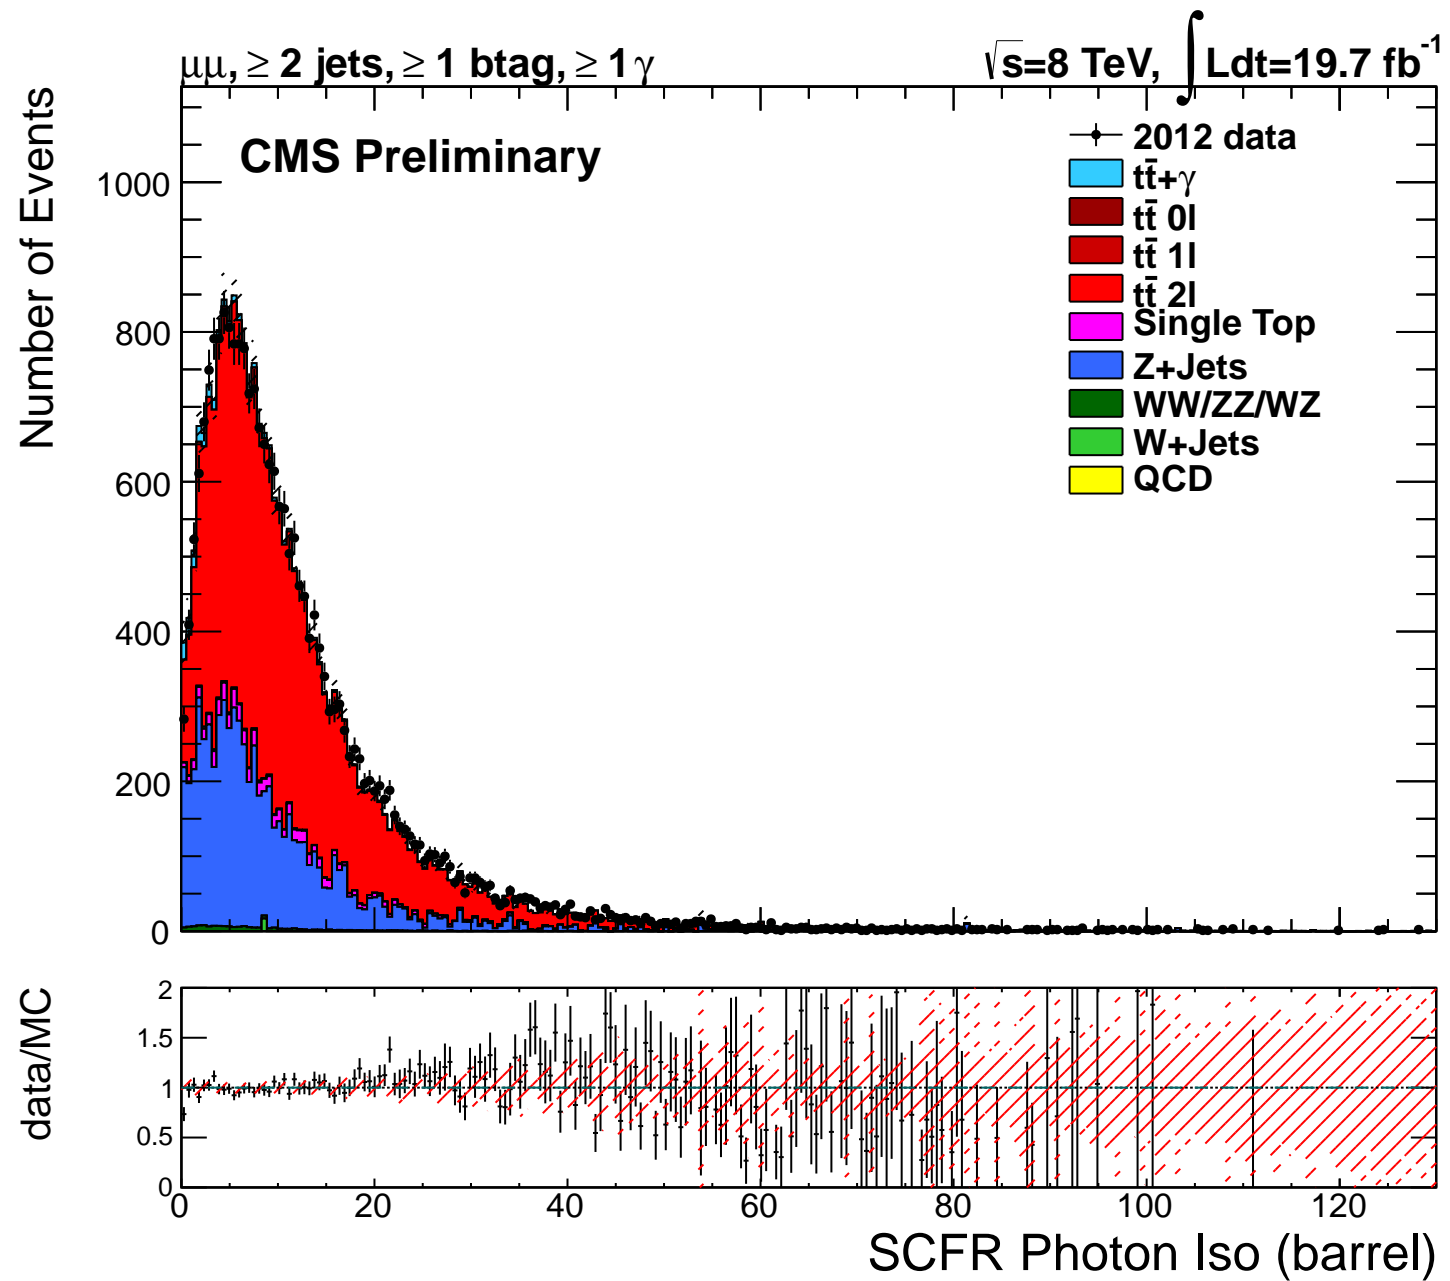 μμ, ≥ 2 jets, ≥ 1 btag, ≥ 1 γ
√s=8 TeV, ∫Ldt=19.7 fb⁻¹
CMS Preliminary
Number of Events
1000
800
600
400
200
0
2012 data
tt̄+γ
tt̄ 0l
tt̄ 1l
tt̄ 2l
Single Top
Z+Jets
WW/ZZ/WZ
W+Jets
QCD
data/MC
2
1.5
1
0.5
0
0 20 40 60 80 100 120
SCFR Photon Iso (barrel)